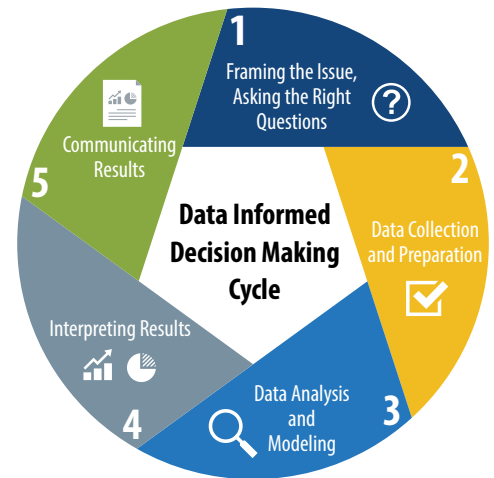 1
Framing the Issue,
Asking the Right
Questions
?
2
Data Collection
and Preparation
3
Data Analysis
and
Modeling
4
Interpreting Results
5
Communicating
Results
Data Informed
Decision Making
Cycle